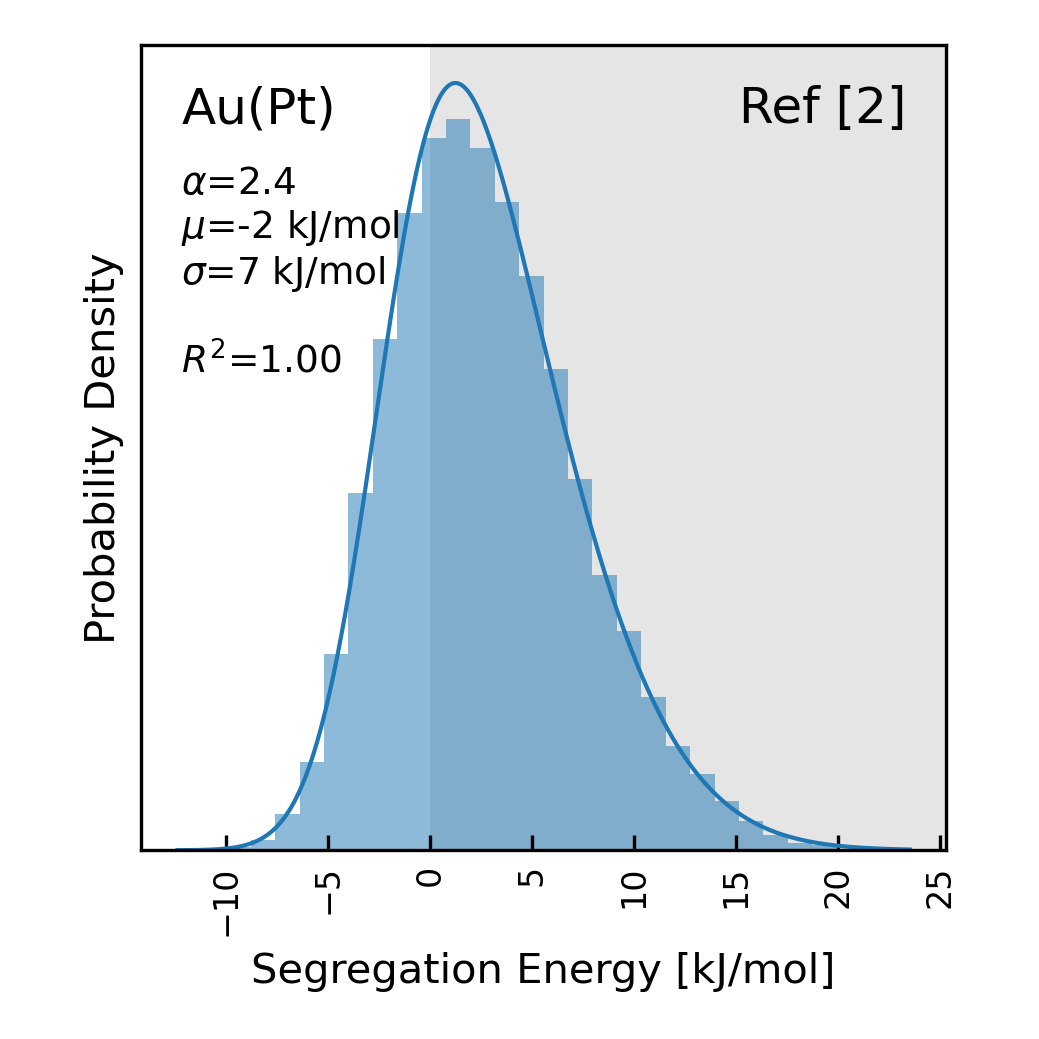 Au(Pt)
Ref [2]
α=2.4
μ=-2 kJ/mol
σ=7 kJ/mol
R²=1.00
Probability Density
−10 −5 0 5 10 15 20 25
Segregation Energy [kJ/mol]